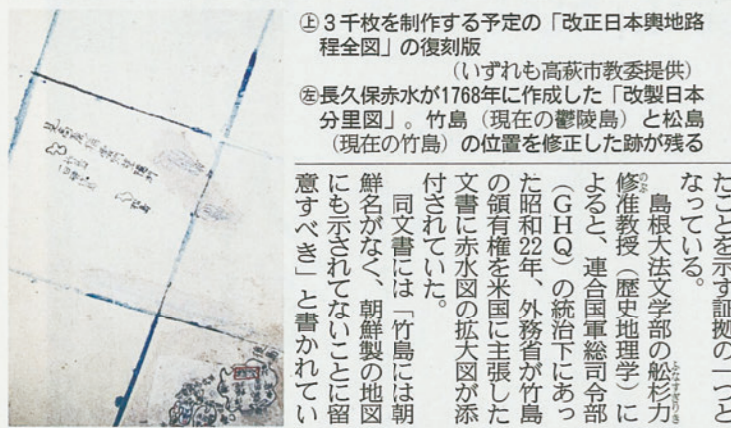 ㊤３千枚を制作する予定の「改正日本輿地路
程全図」の復刻版
（いずれも高萩市教委提供）
㊧長久保赤水が1768年に作成した「改製日本
分里図」。竹島（現在の鬱陵島）と松島
（現在の竹島）の位置を修正した跡が残る
たことを示す証拠の一つと
なっている。
島根大法文学部の舩杉力
修准教授（歴史地理学）に
よると、連合国軍総司令部
（ＧＨＱ）の統治下にあっ
た昭和22年、外務省が竹島
の領有権を米国に主張した
文書に赤水図の拡大図が添
付されていた。
同文書には「竹島には朝
鮮名がなく、朝鮮製の地図
にも示されてないことに留
意すべき」と書かれてい